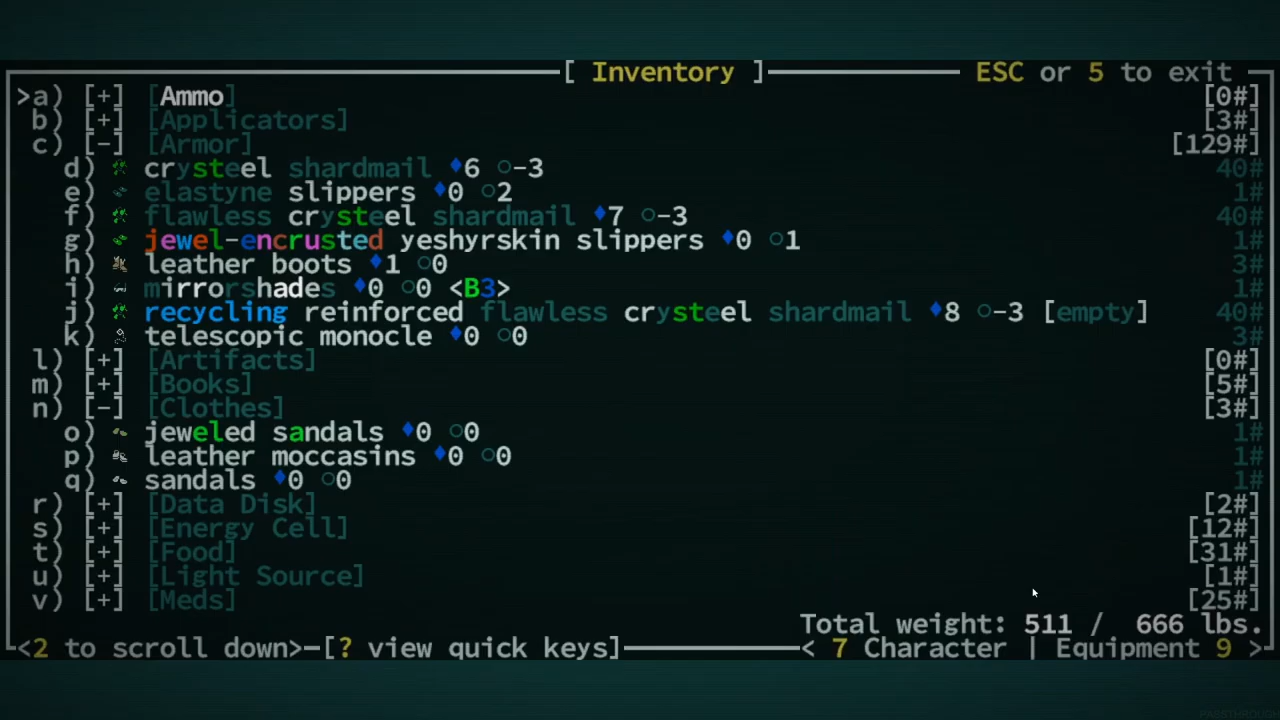 [ Inventory ] ESC or 5 to exit
>a) [+] [Ammo] [0#]
b) [+] [Applicators] [3#]
c) [-] [Armor] [129#]
d) crysteel shardmail ♦6 ○-3 40#
e) elastyne slippers ♦0 ○2 1#
f) flawless crysteel shardmail ♦7 ○-3 40#
g) jewel-encrusted yeshyrskin slippers ♦0 ○1 1#
h) leather boots ♦1 ○0 3#
i) mirrorshades ♦0 ○0 <B3> 1#
j) recycling reinforced flawless crysteel shardmail ♦8 ○-3 [empty] 40#
k) telescopic monocle ♦0 ○0 3#
l) [+] [Artifacts] [0#]
m) [+] [Books] [5#]
n) [-] [Clothes] [3#]
o) jeweled sandals ♦0 ○0 1#
p) leather moccasins ♦0 ○0 1#
q) sandals ♦0 ○0 1#
r) [+] [Data Disk] [2#]
s) [+] [Energy Cell] [12#]
t) [+] [Food] [31#]
u) [+] [Light Source] [1#]
v) [+] [Meds] [25#]
Total weight: 511 / 666 lbs.
<2 to scroll down> [? view quick keys] < 7 Character | Equipment 9 >